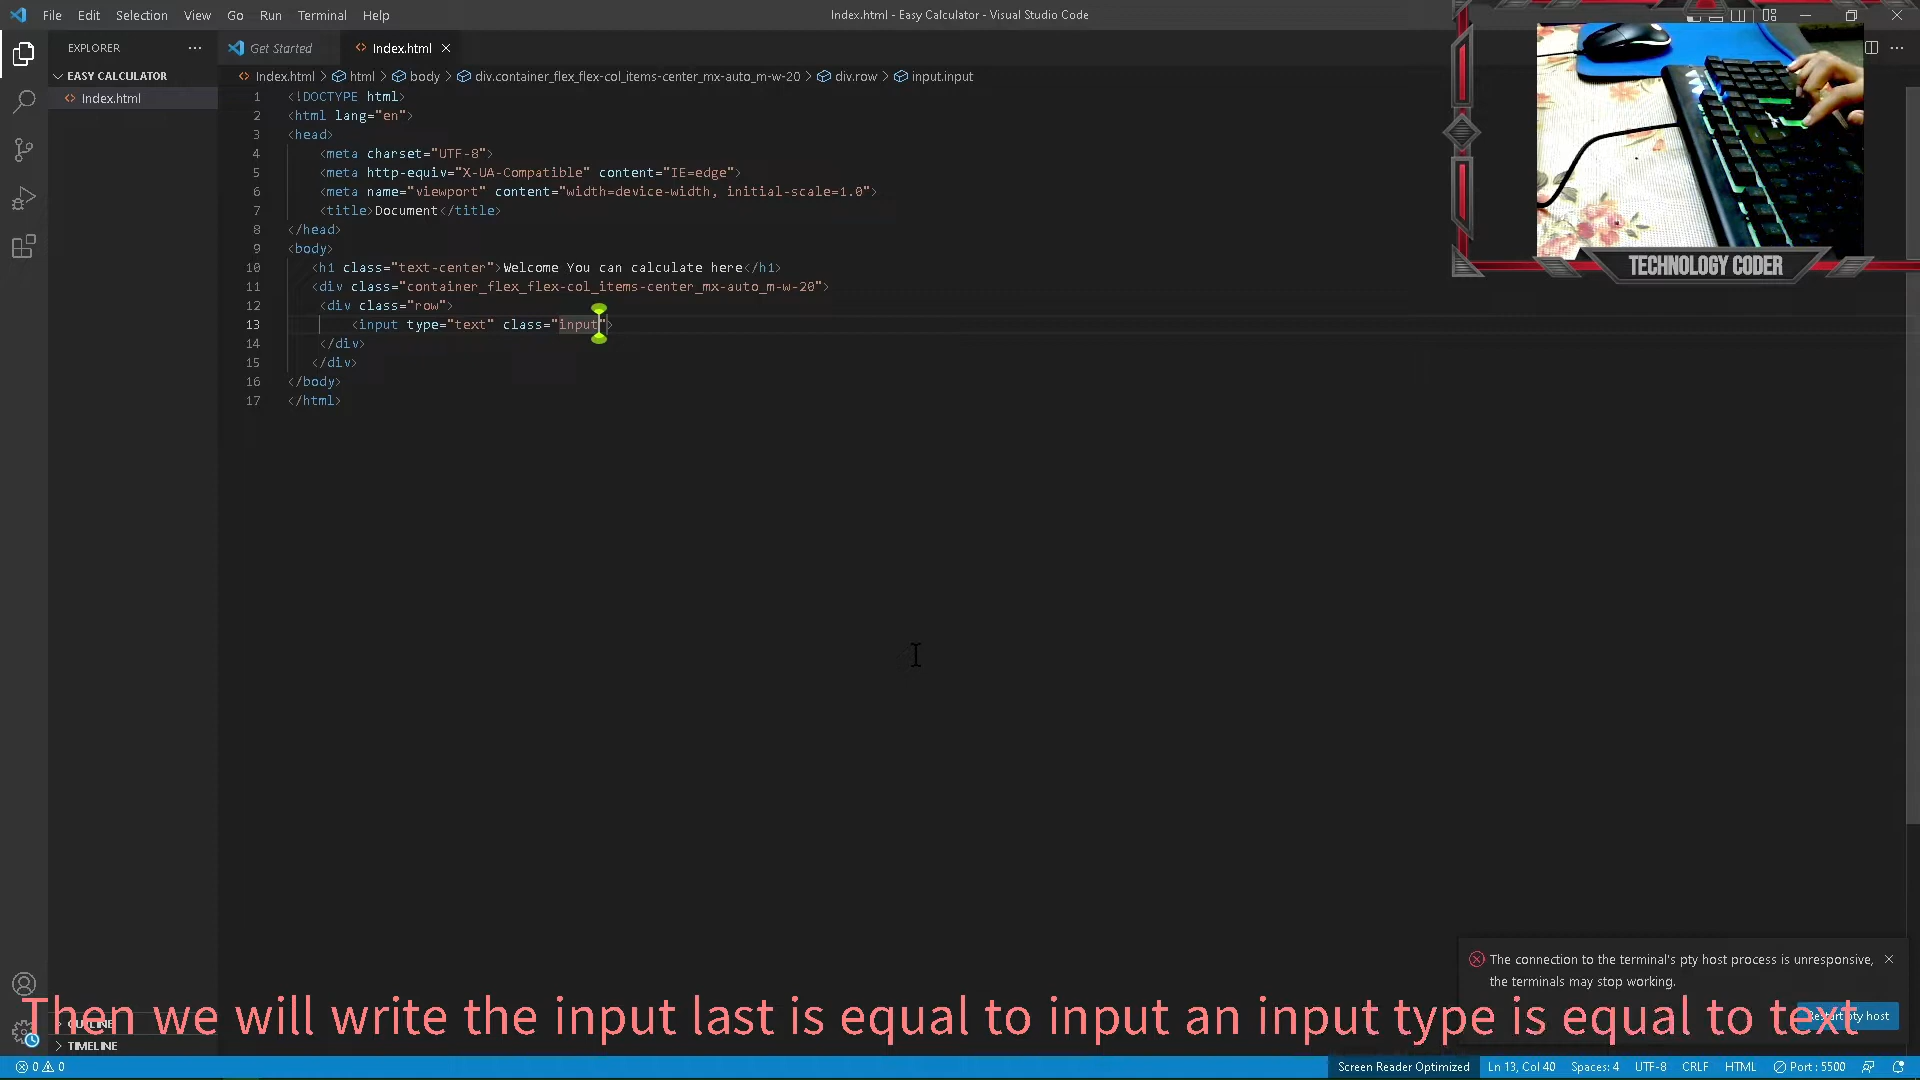 File Edit Selection View Go Run Terminal Help
Index.html - Easy Calculator - Visual Studio Code
EXPLORER
Get Started
Index.html
EASY CALCULATOR
Index.html
Index.html > html > body > div.container_flex_flex-col_items-center_mx-auto_m-w-20 > div.row > input.input
1 <!DOCTYPE html>
2 <html lang="en">
3 <head>
4 <meta charset="UTF-8">
5 <meta http-equiv="X-UA-Compatible" content="IE=edge">
6 <meta name="viewport" content="width=device-width, initial-scale=1.0">
7 <title>Document</title>
8 </head>
9 <body>
10 <h1 class="text-center">Welcome You can calculate here</h1>
11 <div class="container_flex_flex-col_items-center_mx-auto_m-w-20">
12 <div class="row">
13 <input type="text" class="input">
14 </div>
15 </div>
16 </body>
17 </html>
TECHNOLOGY CODER
The connection to the terminal's pty host process is unresponsive,
the terminals may stop working.
Restart pty host
Then we will write the input last is equal to input an input type is equal to text
OUTLINE
TIMELINE
0 0
Screen Reader Optimized Ln 13, Col 40 Spaces: 4 UTF-8 CRLF HTML Port : 5500